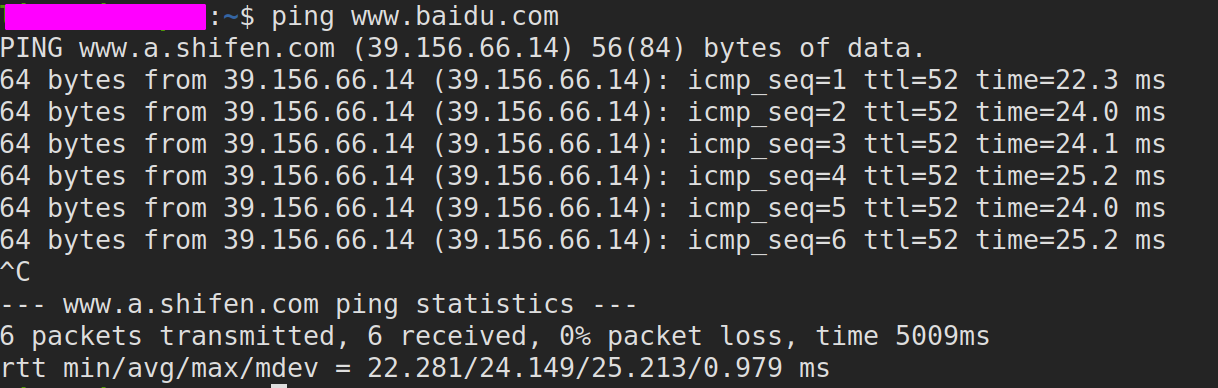 :~$ ping www.baidu.com
PING www.a.shifen.com (39.156.66.14) 56(84) bytes of data.
64 bytes from 39.156.66.14 (39.156.66.14): icmp_seq=1 ttl=52 time=22.3 ms
64 bytes from 39.156.66.14 (39.156.66.14): icmp_seq=2 ttl=52 time=24.0 ms
64 bytes from 39.156.66.14 (39.156.66.14): icmp_seq=3 ttl=52 time=24.1 ms
64 bytes from 39.156.66.14 (39.156.66.14): icmp_seq=4 ttl=52 time=25.2 ms
64 bytes from 39.156.66.14 (39.156.66.14): icmp_seq=5 ttl=52 time=24.0 ms
64 bytes from 39.156.66.14 (39.156.66.14): icmp_seq=6 ttl=52 time=25.2 ms
^C
--- www.a.shifen.com ping statistics ---
6 packets transmitted, 6 received, 0% packet loss, time 5009ms
rtt min/avg/max/mdev = 22.281/24.149/25.213/0.979 ms